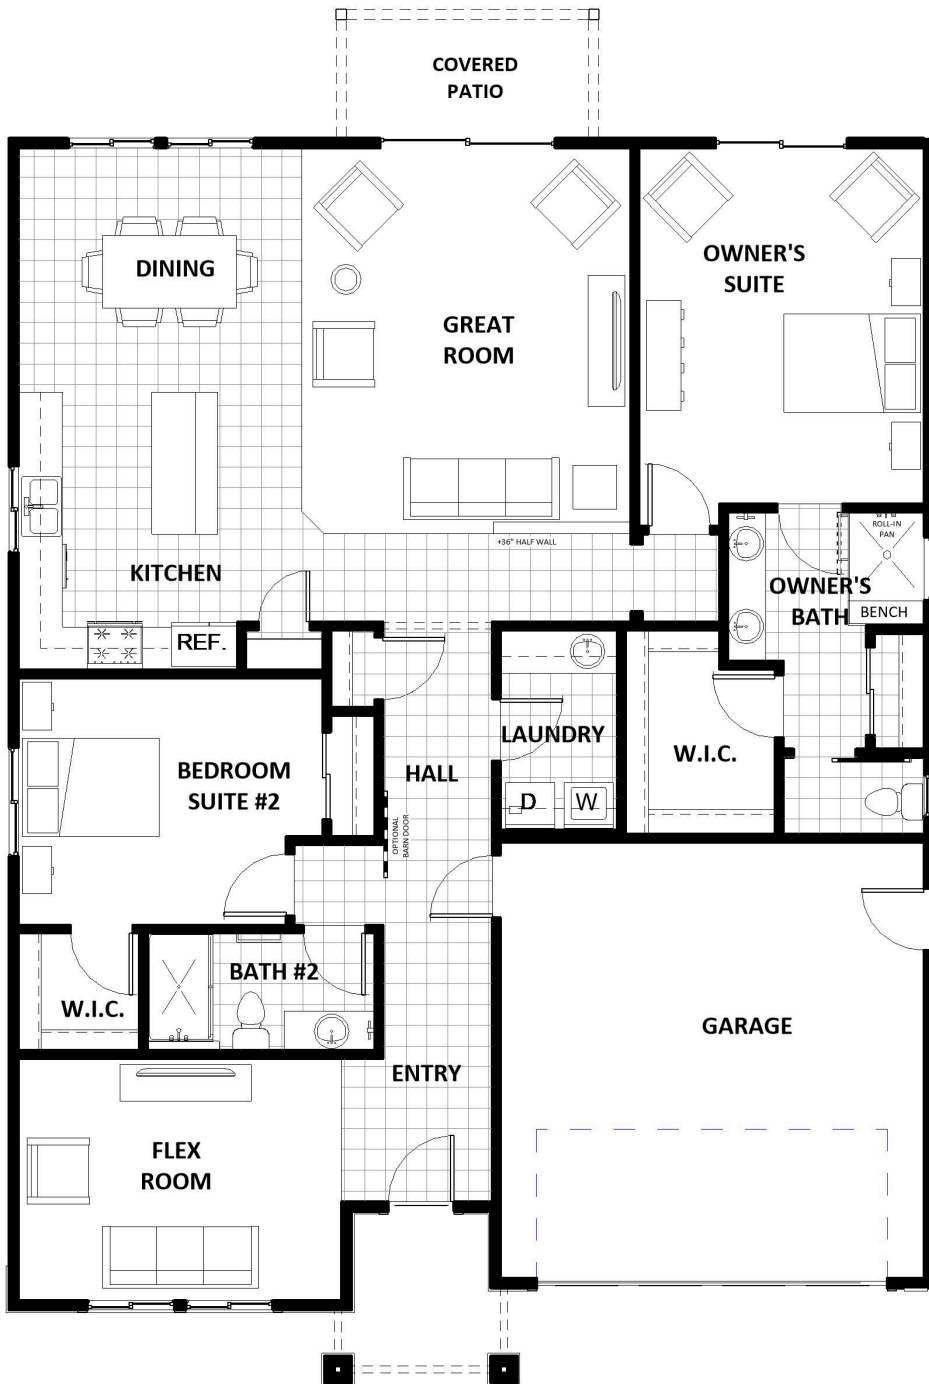 COVERED
PATIO
DINING
GREAT
ROOM
OWNER'S
SUITE
KITCHEN
+36" HALF WALL
ROLL-IN
PAN
OWNER'S
BATH
BENCH
REF.
LAUNDRY
D
W
W.I.C.
HALL
BEDROOM
SUITE #2
OPTIONAL
BARN DOOR
W.I.C.
BATH #2
GARAGE
ENTRY
FLEX
ROOM